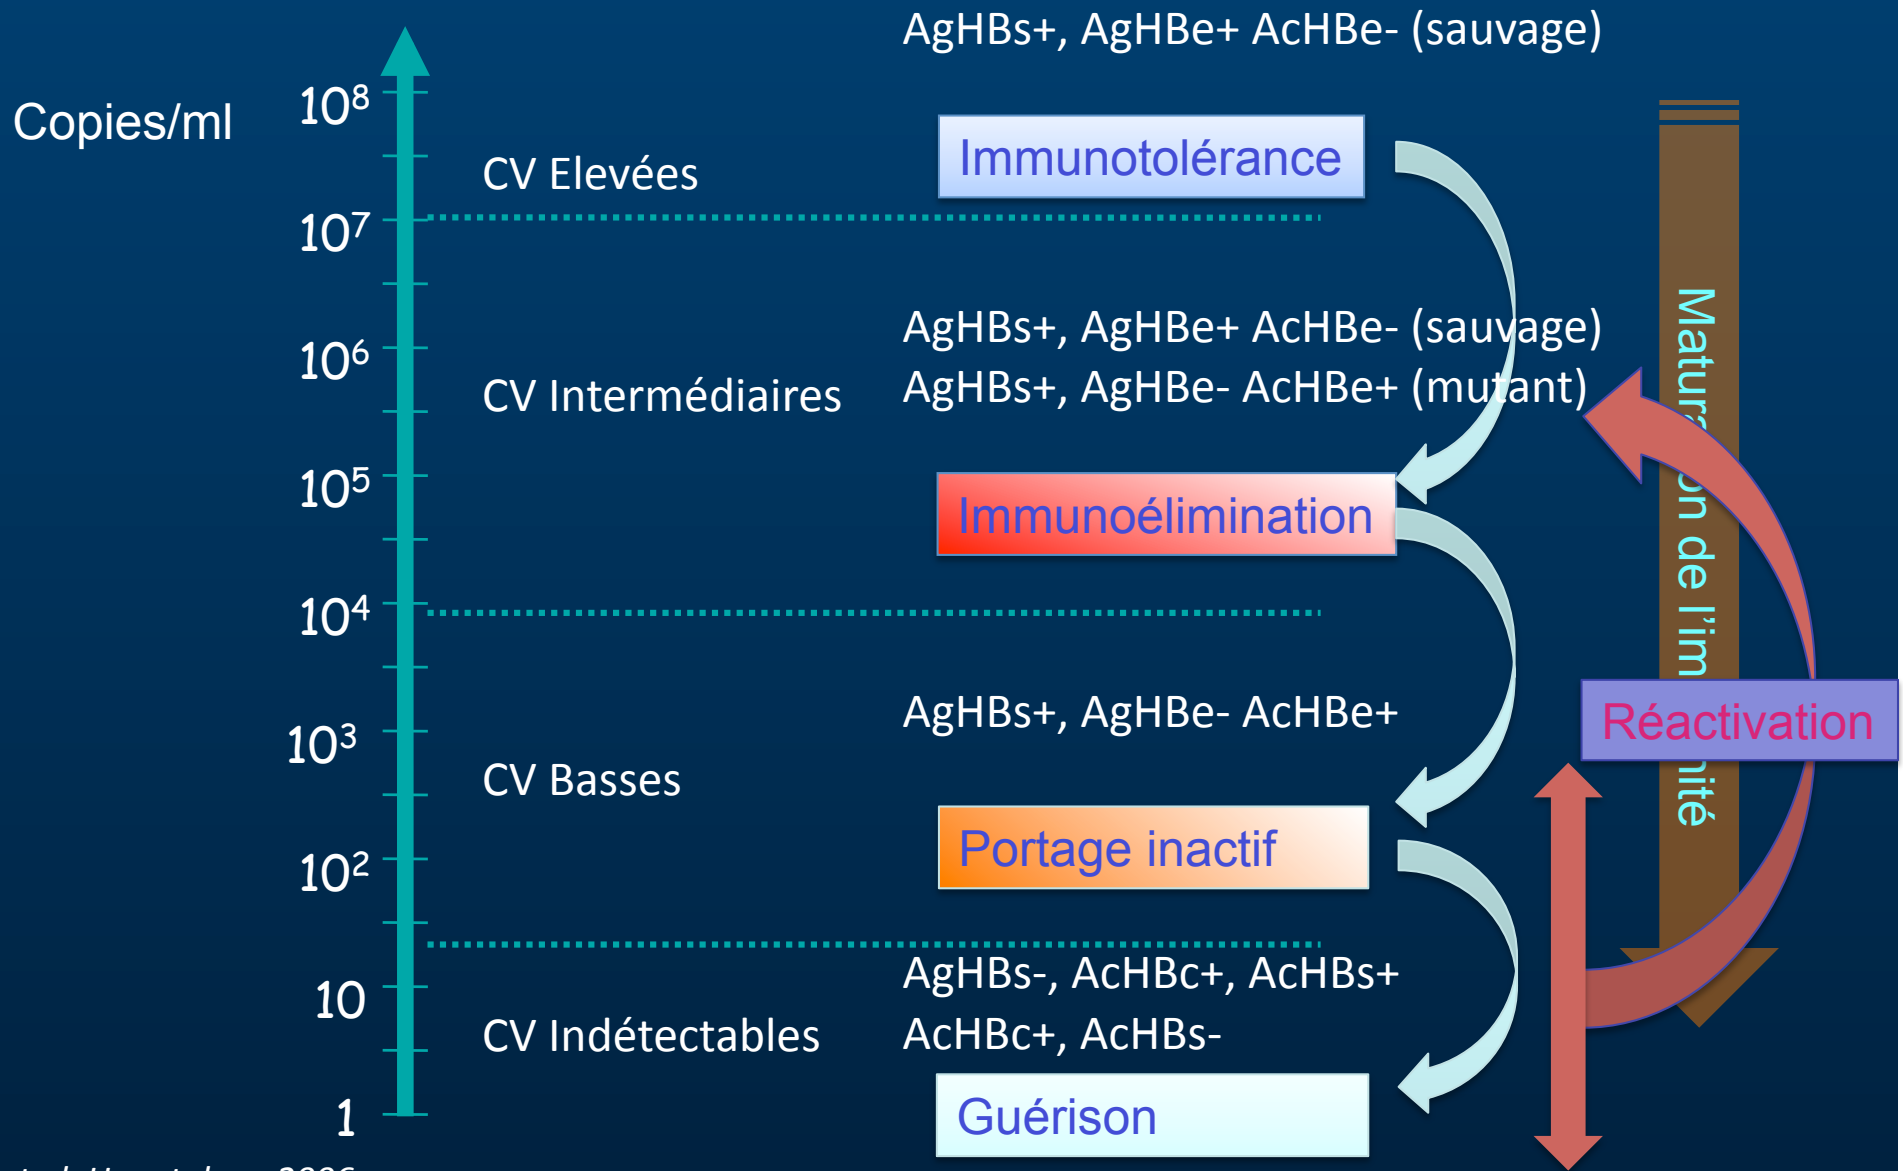 AgHBs+, AgHBe+ AcHBe- (sauvage)
Copies/ml
10⁸
Immunotolérance
CV Elevées
10⁷
AgHBs+, AgHBe+ AcHBe- (sauvage)
10⁶
CV Intermédiaires
AgHBs+, AgHBe- AcHBe+ (mutant)
10⁵
Immunoélimination
10⁴
AgHBs+, AgHBe- AcHBe+
Réactivation
10³
CV Basses
10²
Portage inactif
AgHBs-, AcHBc+, AcHBs+
10
CV Indétectables
AcHBc+, AcHBs-
1
Guérison
de l'
2006